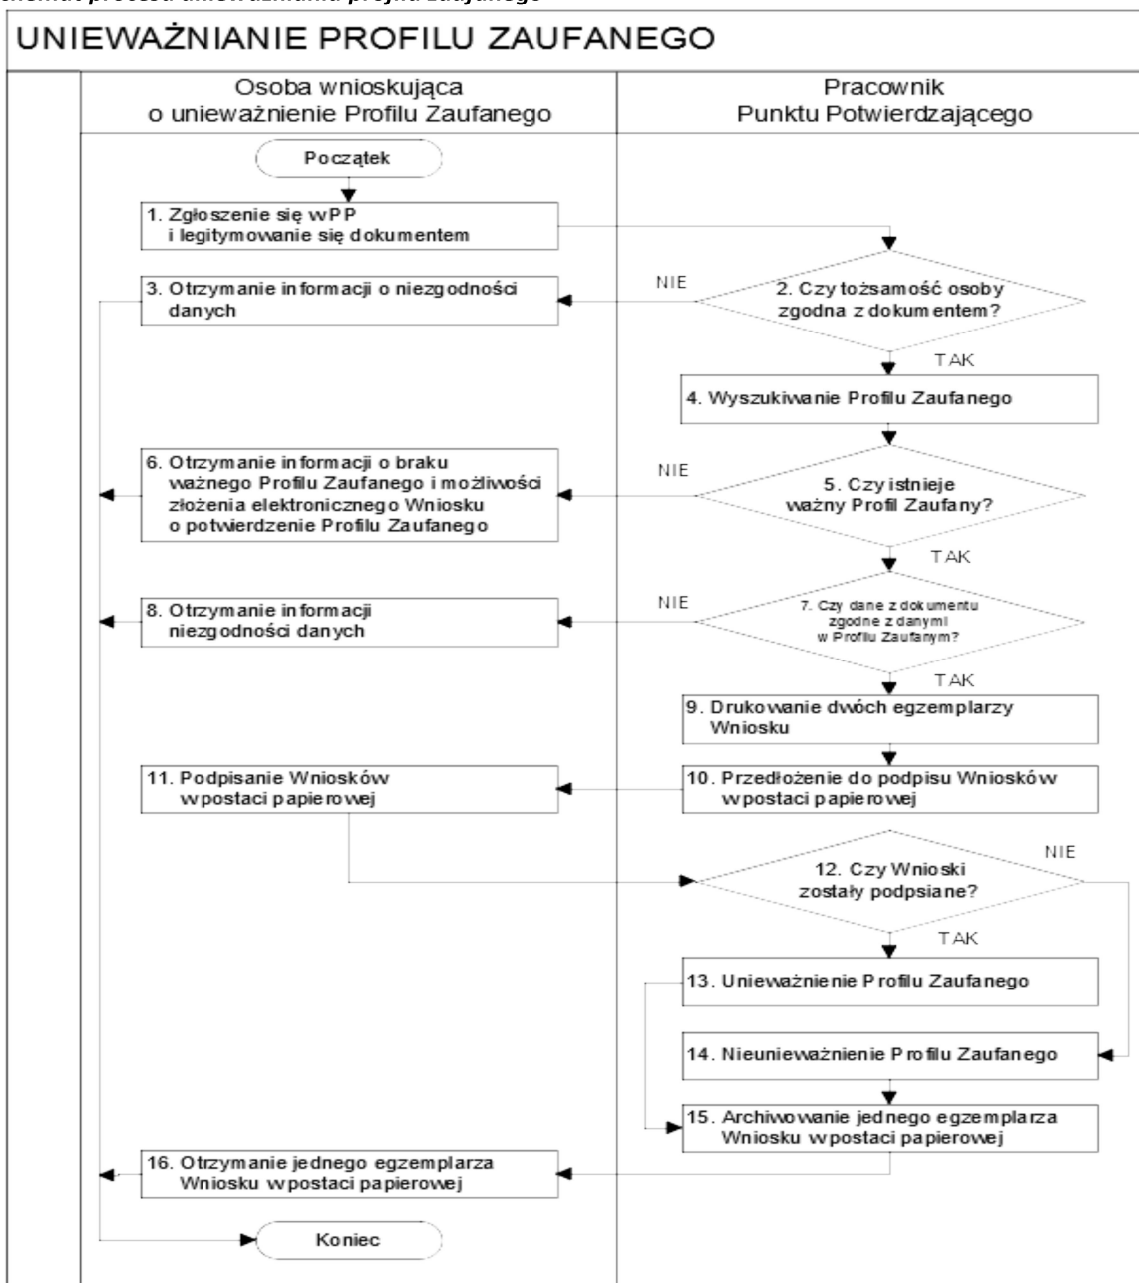 schemat procesu unieważniania profilu zaufanego
UNIEWAŻNIANIE PROFILU ZAUFANEGO
Osoba wnioskująca
o unieważnienie Profilu Zaufanego
Pracownik
Punktu Potwierdzającego
Początek
1. Zgłoszenie się w PP
i legitymowanie się dokumentem
NIE
2. Czy tożsamość osoby
zgodna z dokumentem?
3. Otrzymanie informacji o niezgodności
danych
TAK
4. Wyszukiwanie Profilu Zaufanego
6. Otrzymanie informacji o braku
ważnego Profilu Zaufanego i możliwości
złożenia elektronicznego Wniosku
o potwierdzenie Profilu Zaufanego
NIE
5. Czy istnieje
ważny Profil Zaufany?
TAK
8. Otrzymanie informacji
niezgodności danych
NIE
7. Czy dane z dokumentu
zgodne z danymi
w Profilu Zaufanym?
TAK
9. Drukowanie dwóch egzemplarzy
Wniosku
11. Podpisanie Wniosków
w postaci papierowej
10. Przedłożenie do podpisu Wniosków
w postaci papierowej
NIE
12. Czy Wnioski
zostały podpsiane?
TAK
13. Unieważnienie Profilu Zaufanego
14. Nieunieważnienie Profilu Zaufanego
15. Archiwowanie jednego egzemplarza
Wniosku w postaci papierowej
16. Otrzymanie jednego egzemplarza
Wniosku w postaci papierowej
Koniec